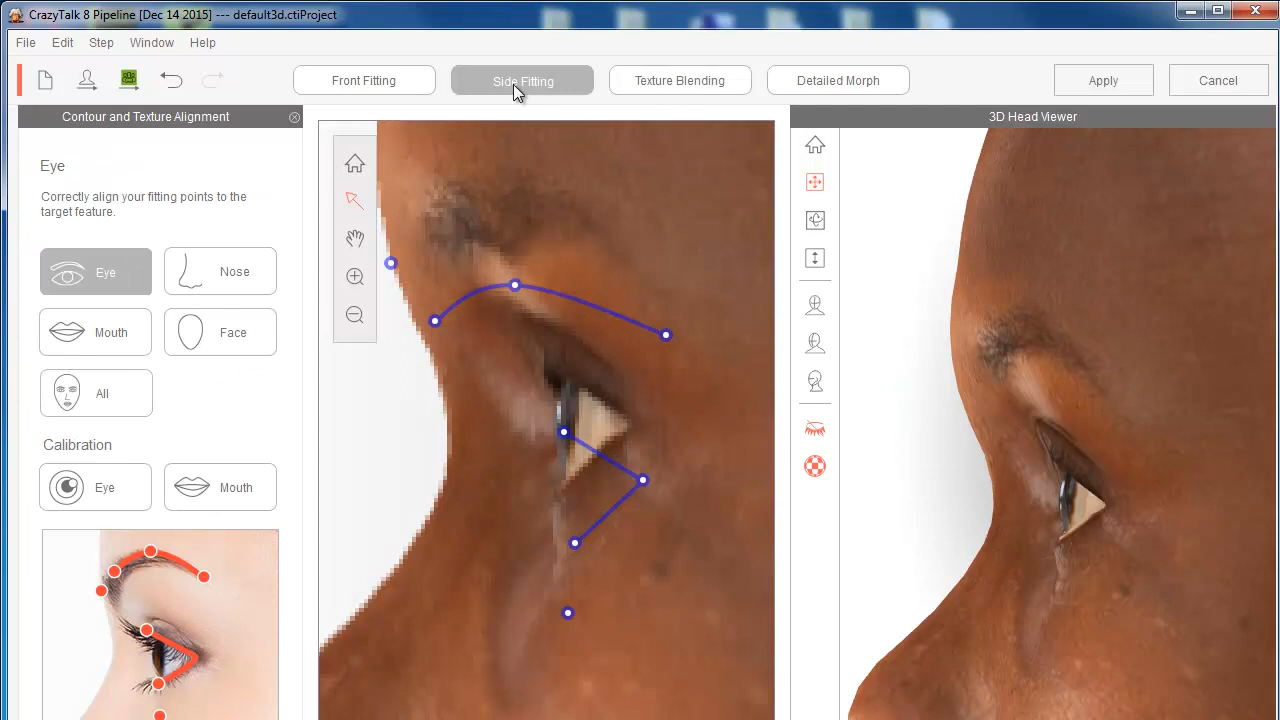 CrazyTalk 8 Pipeline [Dec 14 2015] --- default3d.ctiProject
File Edit Step Window Help
Front Fitting Side Fitting Texture Blending Detailed Morph Apply Cancel
Contour and Texture Alignment
3D Head Viewer
Eye
Correctly align your fitting points to the
target feature.
Eye Nose
Mouth Face
All
Calibration
Eye Mouth